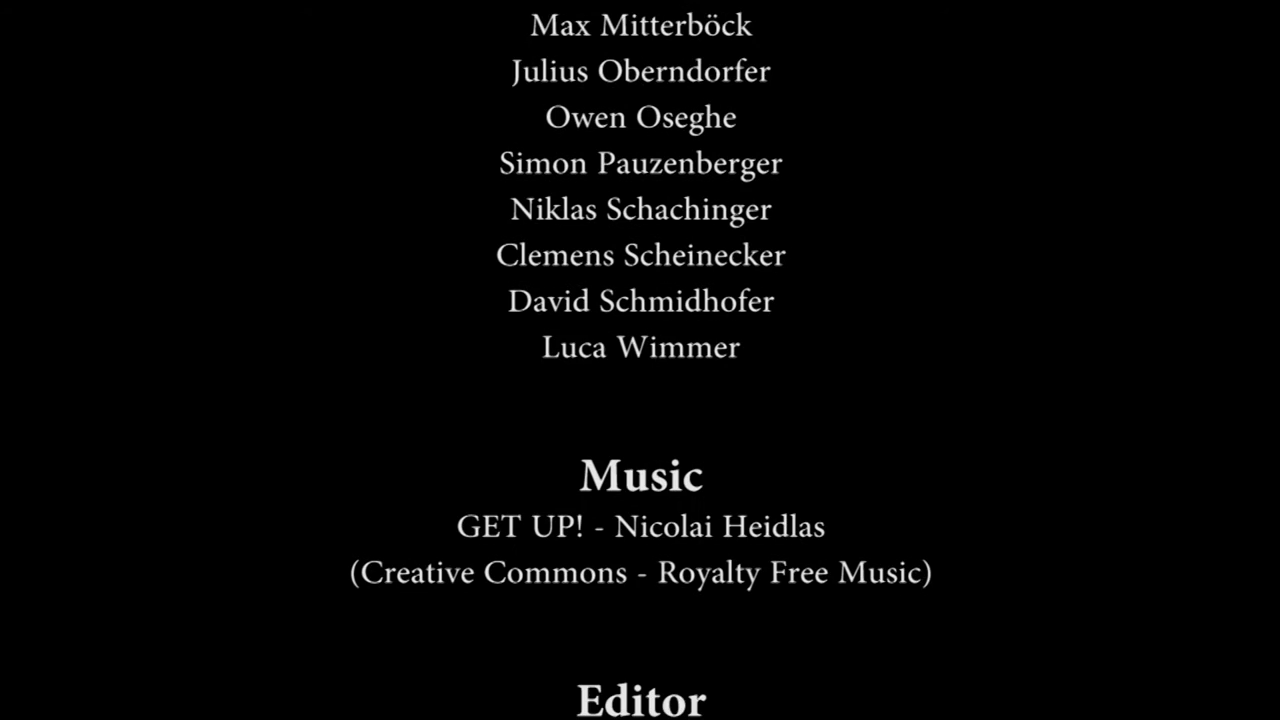 Max Mitterböck
Julius Oberndorfer
Owen Oseghe
Simon Pauzenberger
Niklas Schachinger
Clemens Scheinecker
David Schmidhofer
Luca Wimmer
Music
GET UP! - Nicolai Heidlas
(Creative Commons - Royalty Free Music)
Editor